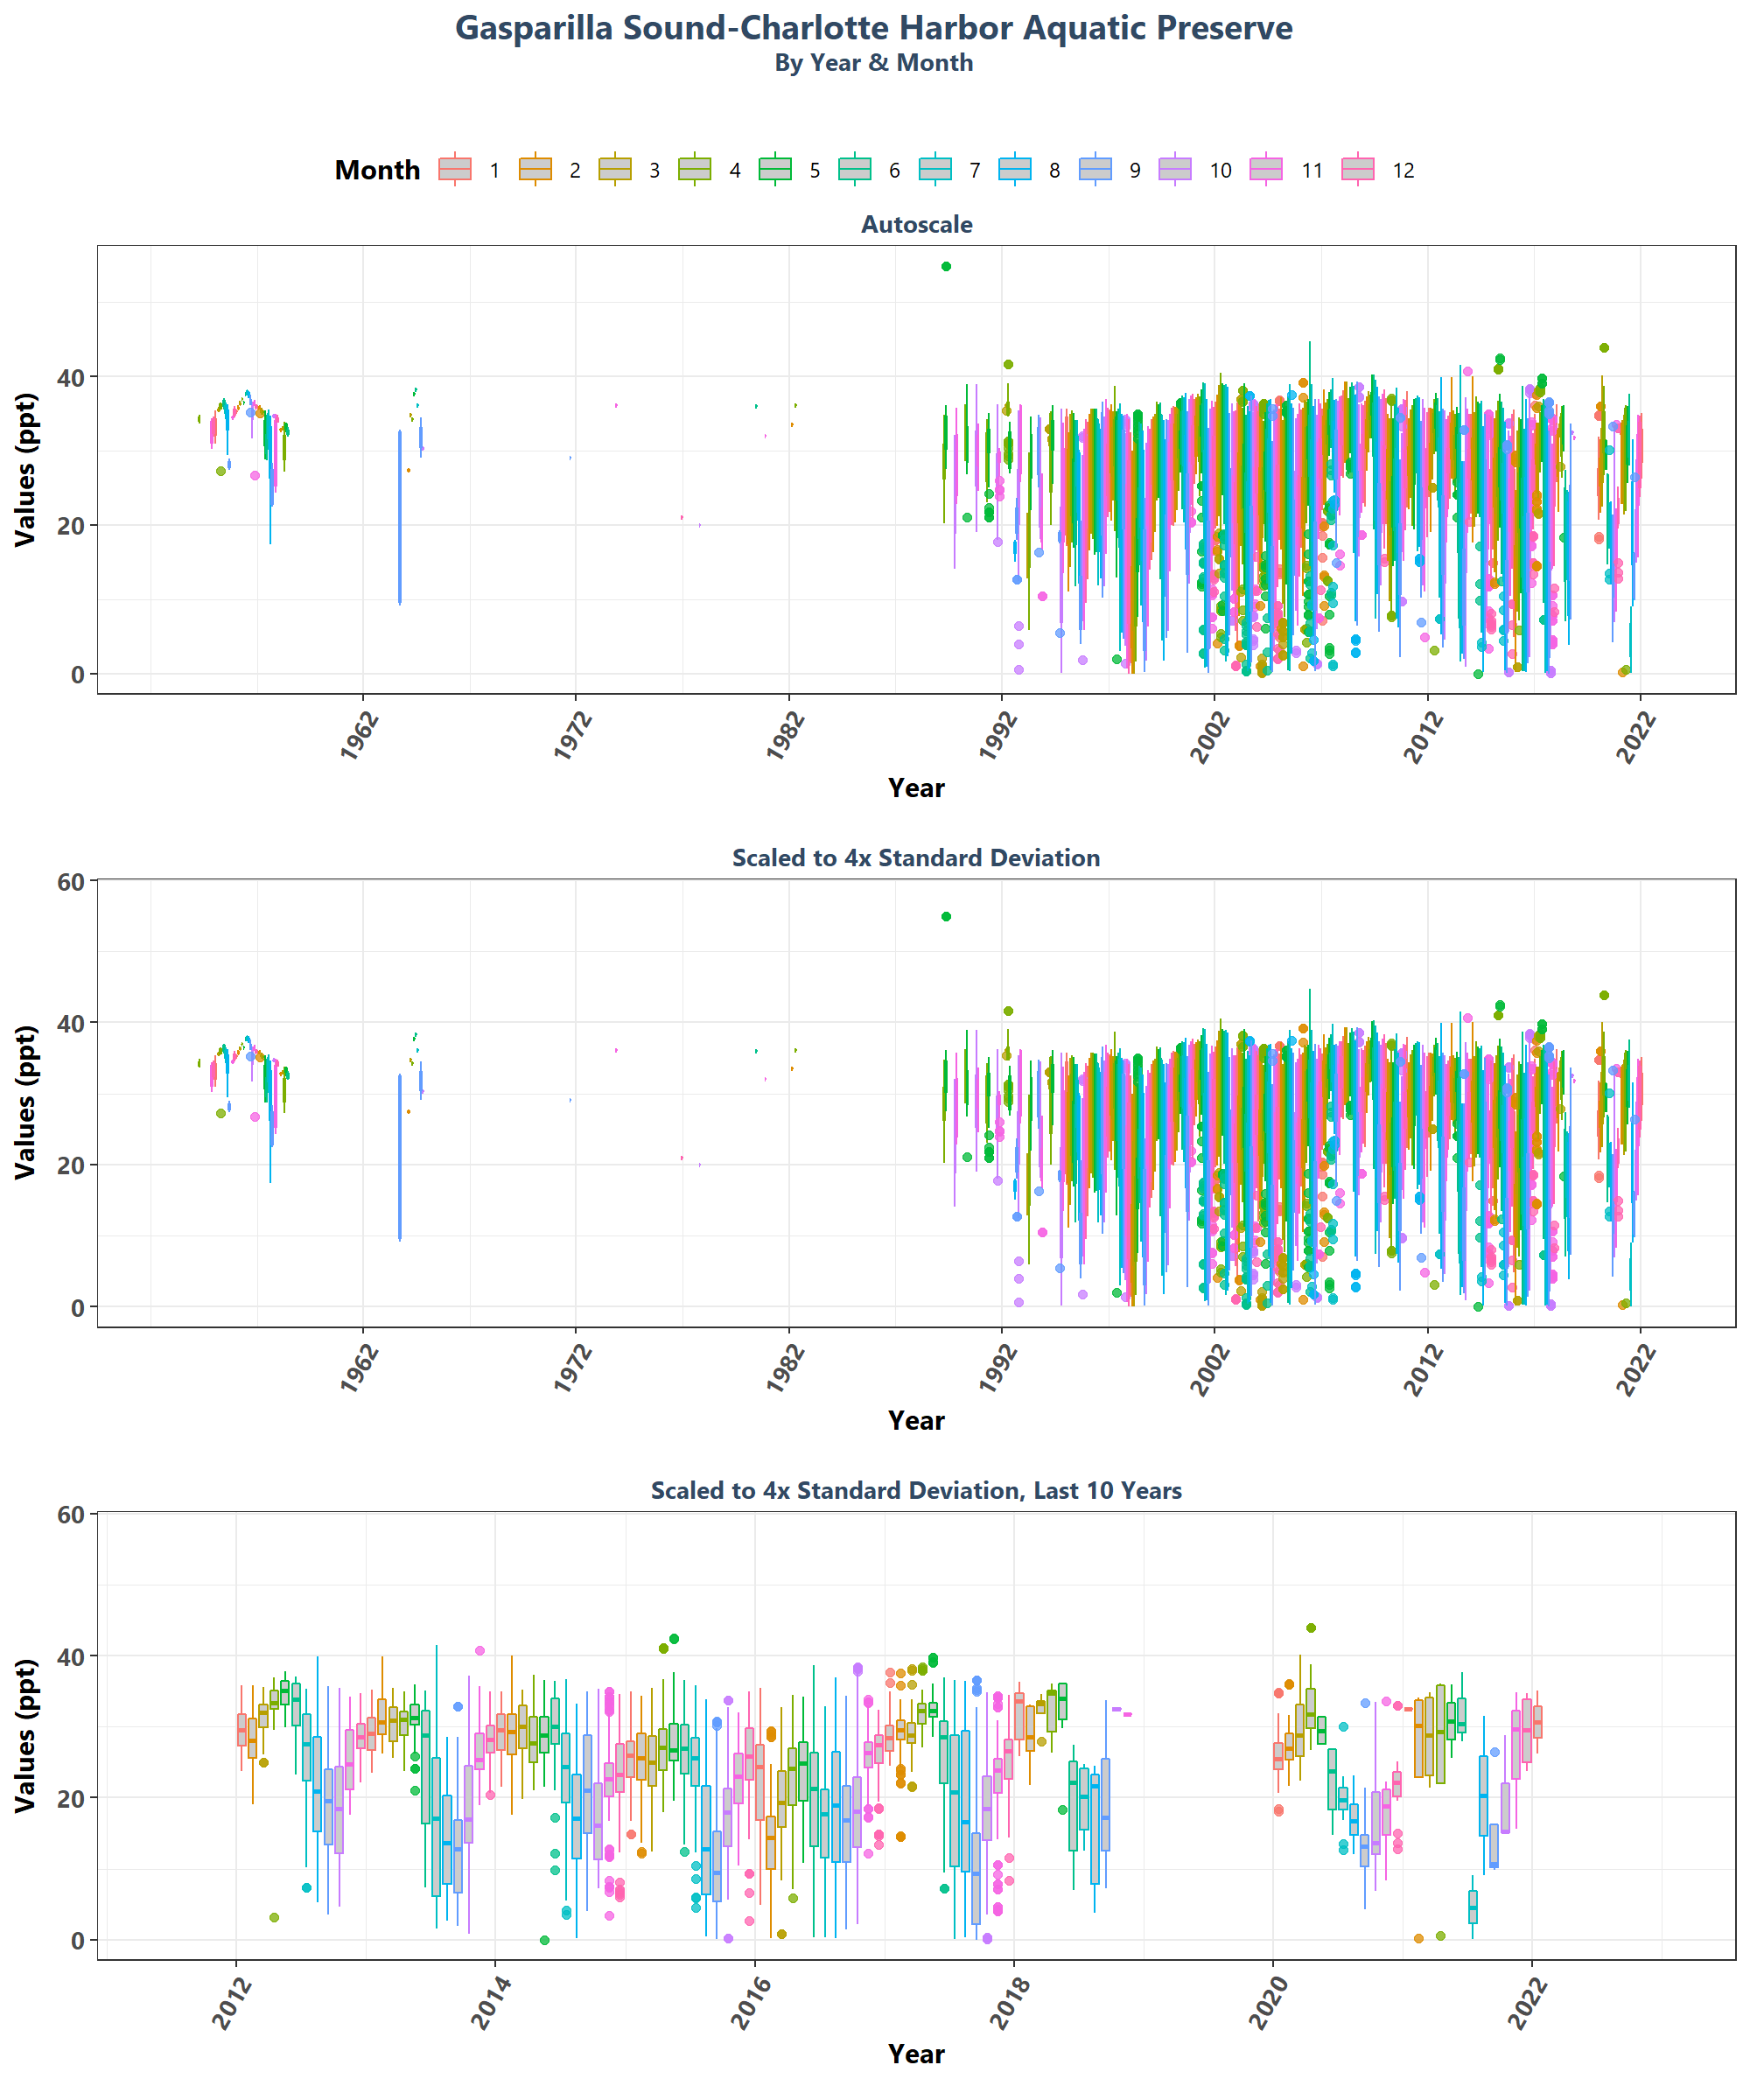 Gasparilla Sound-Charlotte Harbor Aquatic Preserve
By Year & Month
Month 1 2 3 4 5 6 7 8 9 10 11 12
Autoscale
Values (ppt)
40
20
0
1962 1972 1982 1992 2002 2012 2022
Year
Scaled to 4x Standard Deviation
Values (ppt)
60
40
20
0
1962 1972 1982 1992 2002 2012 2022
Year
Scaled to 4x Standard Deviation, Last 10 Years
Values (ppt)
60
40
20
0
2012 2014 2016 2018 2020 2022
Year